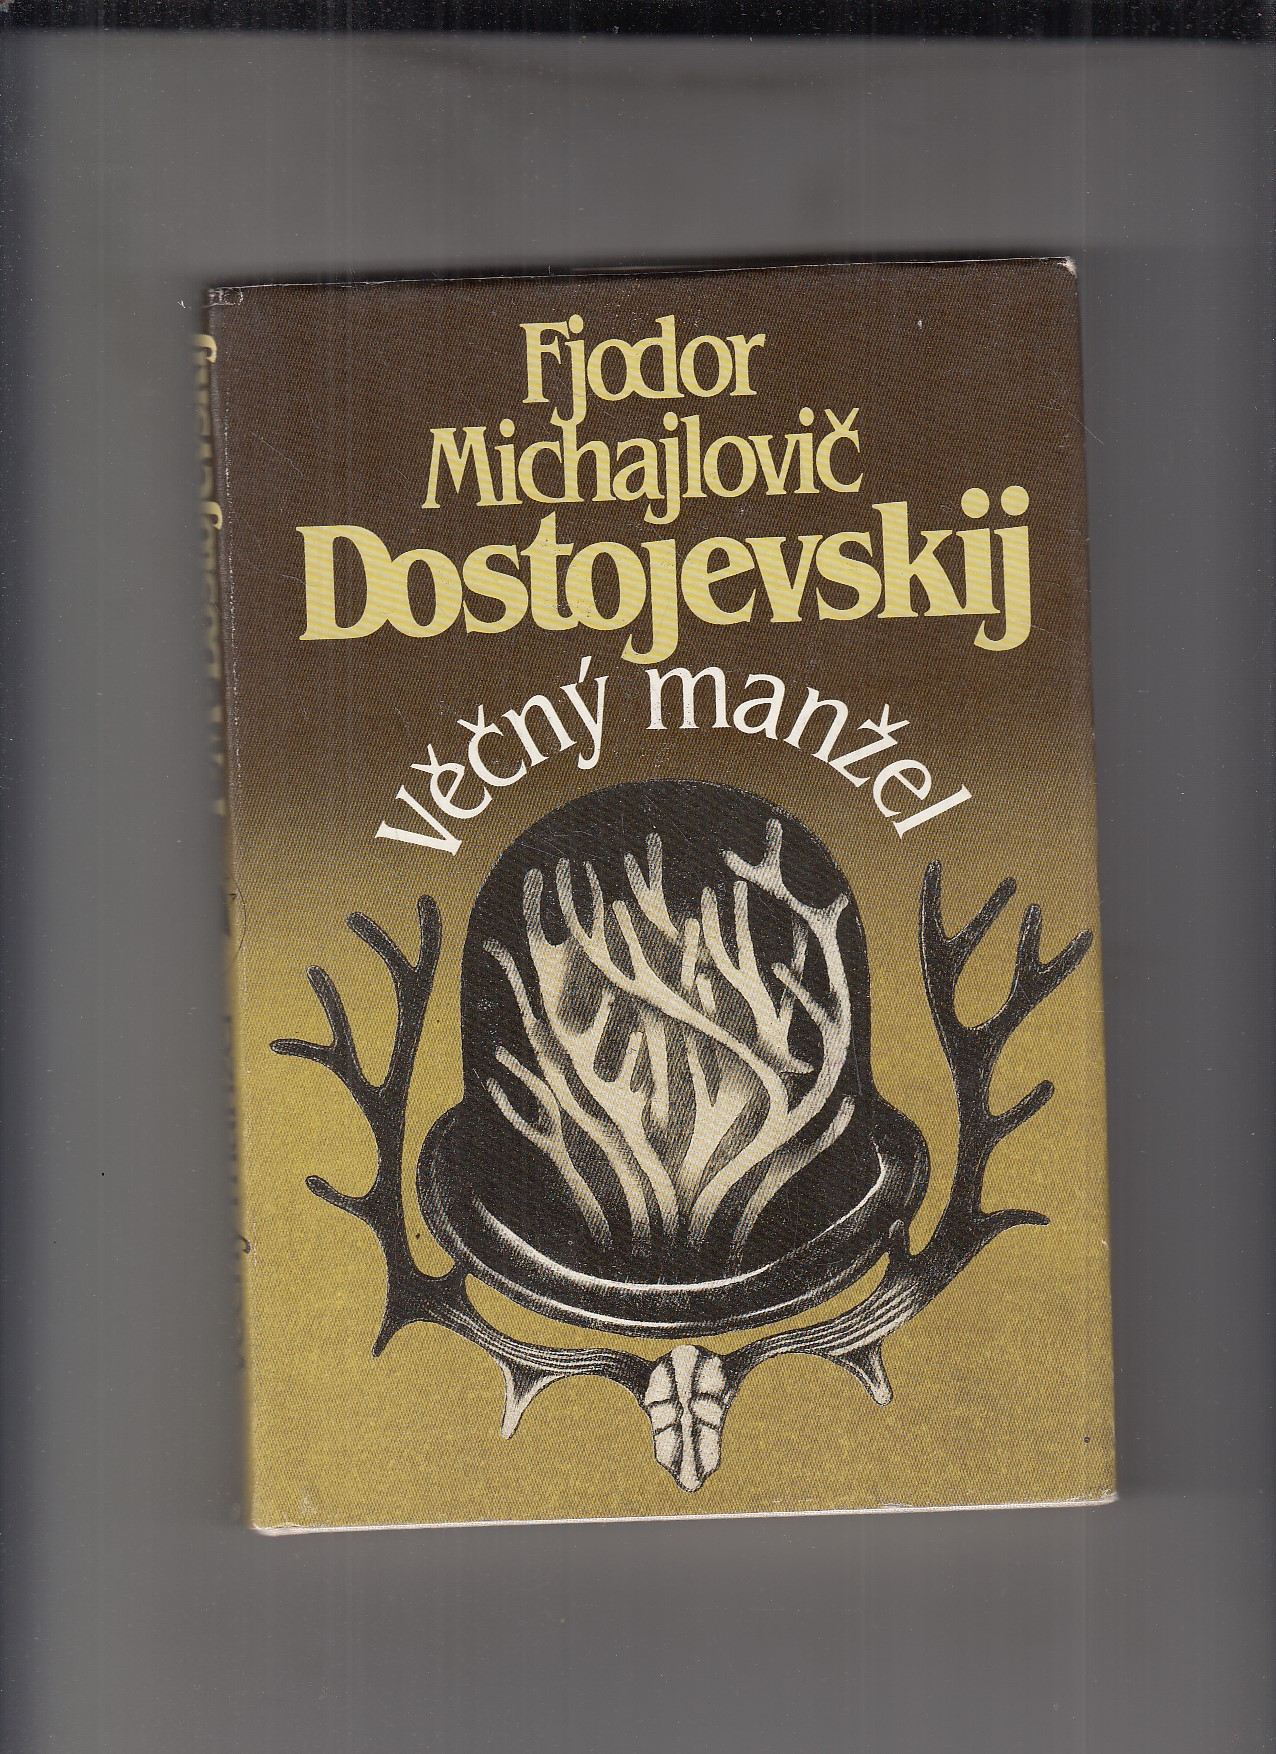 Fjodor
Michajlovič
Dostojevskij
Věčný manžel